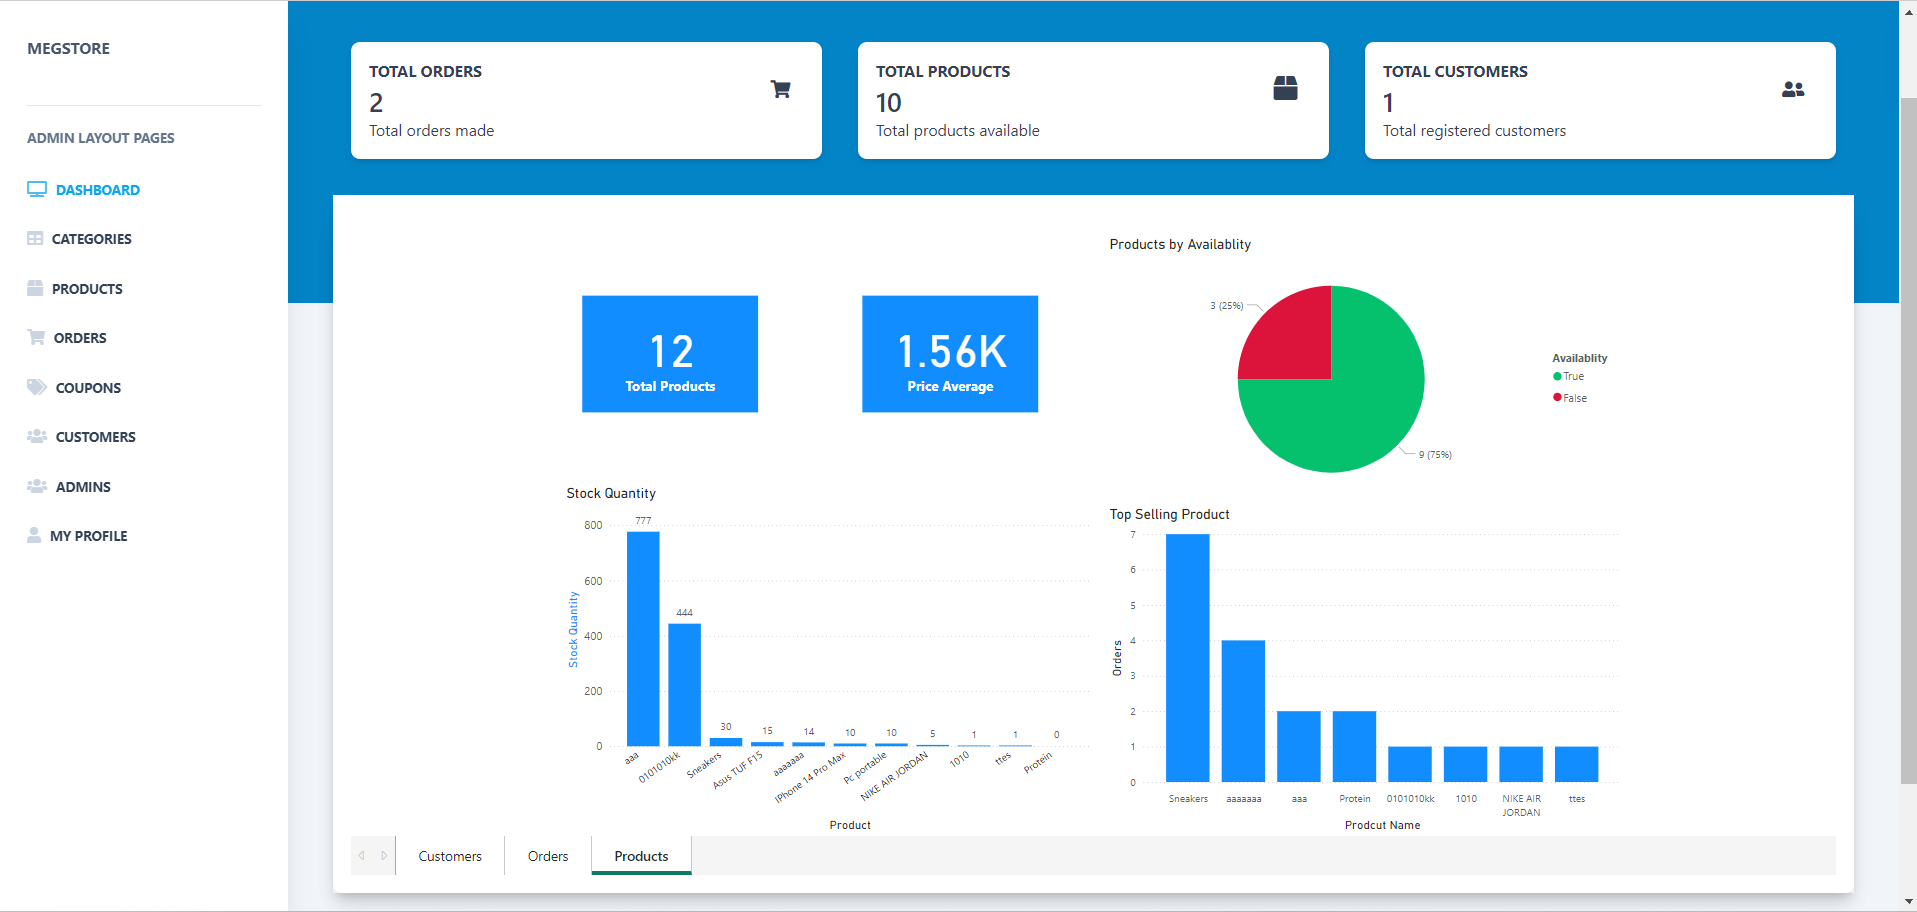 MEGSTORE
ADMIN LAYOUT PAGES
DASHBOARD
CATEGORIES
PRODUCTS
ORDERS
COUPONS
CUSTOMERS
ADMINS
MY PROFILE
TOTAL ORDERS
2
Total orders made
TOTAL PRODUCTS
10
Total products available
TOTAL CUSTOMERS
1
Total registered customers
12
Total Products
1.56K
Price Average
Products by Availablity
3 (25%)
9 (75%)
Availablity
True
False
Stock Quantity
Stock Quantity
800
600
400
200
0
777
444
30
15
14
10
10
5
1
1
0
aaa
0101010kk
Sneakers
Asus TUF F15
aaaaaaa
IPhone 14 Pro Max
Pc portable
NIKE AIR JORDAN
1010
ttes
Protein
Product
Top Selling Product
Orders
7
6
5
4
3
2
1
0
Sneakers
aaaaaaa
aaa
Protein
0101010kk
1010
NIKE AIR
JORDAN
ttes
Prodcut Name
Customers
Orders
Products